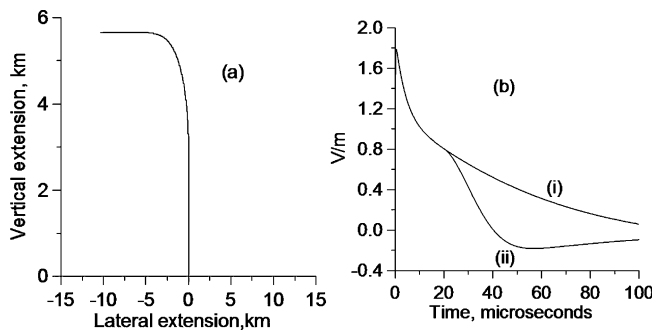 6
4
2
0
Vertical extension, km
(a)
-15 -10 -5 0 5 10 15
Lateral extension,km
2.0
1.6
1.2
0.8
0.4
0.0
-0.4
V/m
(b)
(i)
(ii)
0 20 40 60 80 100
Time, microseconds